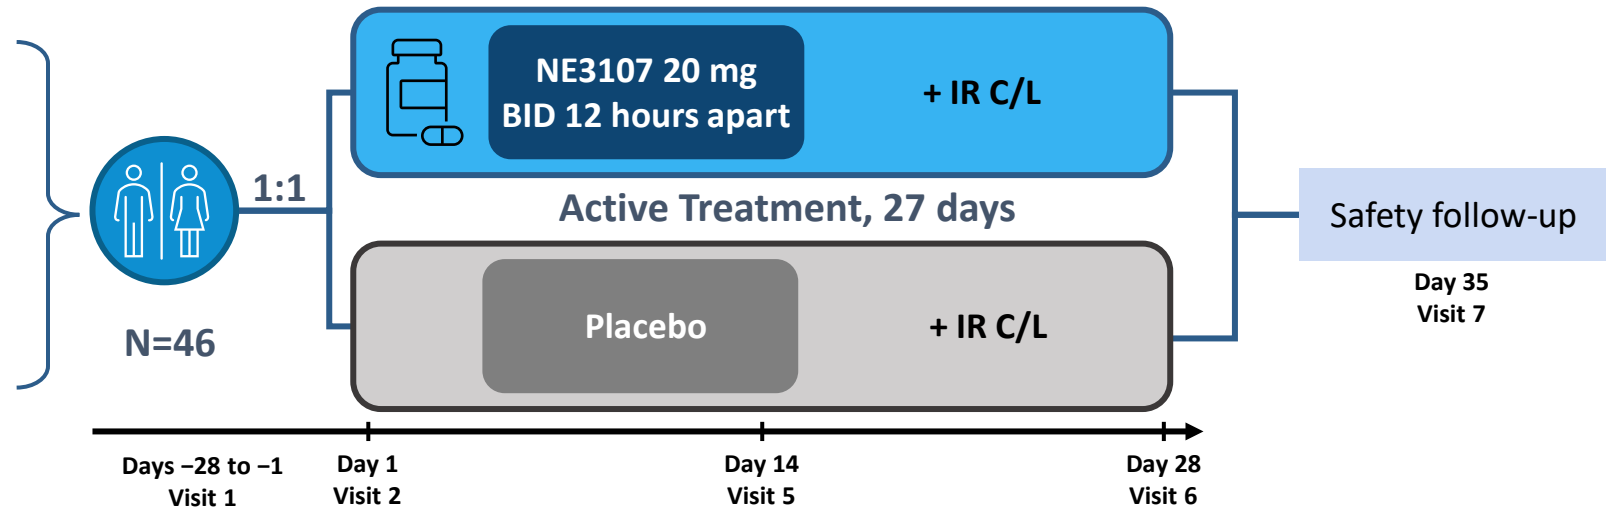 NE3107 20 mg
BID 12 hours apart
+ IR C/L
1:1
Active Treatment, 27 days
Safety follow-up
Day 35
Visit 7
N=46
Placebo
+ IR C/L
Days −28 to −1
Visit 1
Day 1
Visit 2
Day 14
Visit 5
Day 28
Visit 6